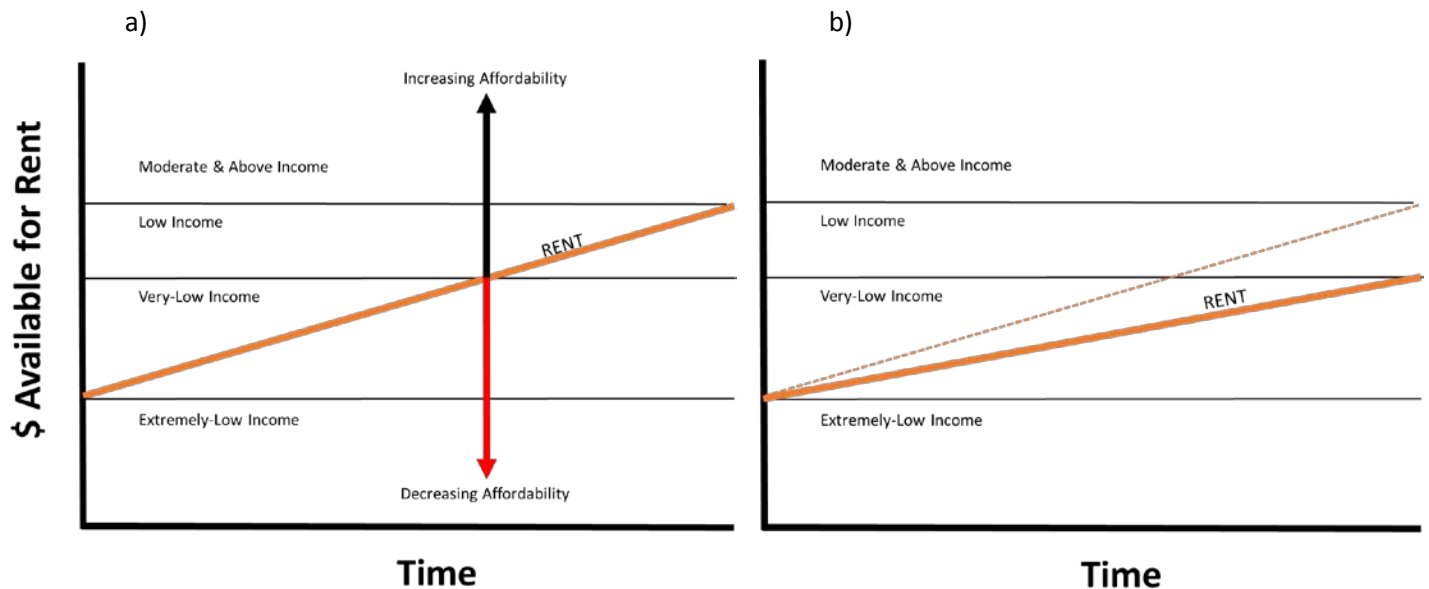 a)
$ Available for Rent
Increasing Affordability
Moderate & Above Income
Low Income
RENT
Very-Low Income
Extremely-Low Income
Decreasing Affordability
Time
b)
Moderate & Above Income
Low Income
Very-Low Income
RENT
Extremely-Low Income
Time